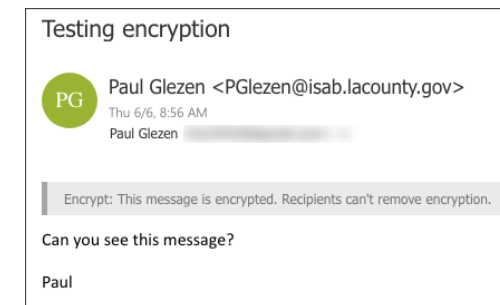 Testing encryption
PG
Paul Glezen <PGlezen@isab.lacounty.gov>
Thu 6/6, 8:56 AM
Paul Glezen
Encrypt: This message is encrypted. Recipients can't remove encryption.
Can you see this message?
Paul